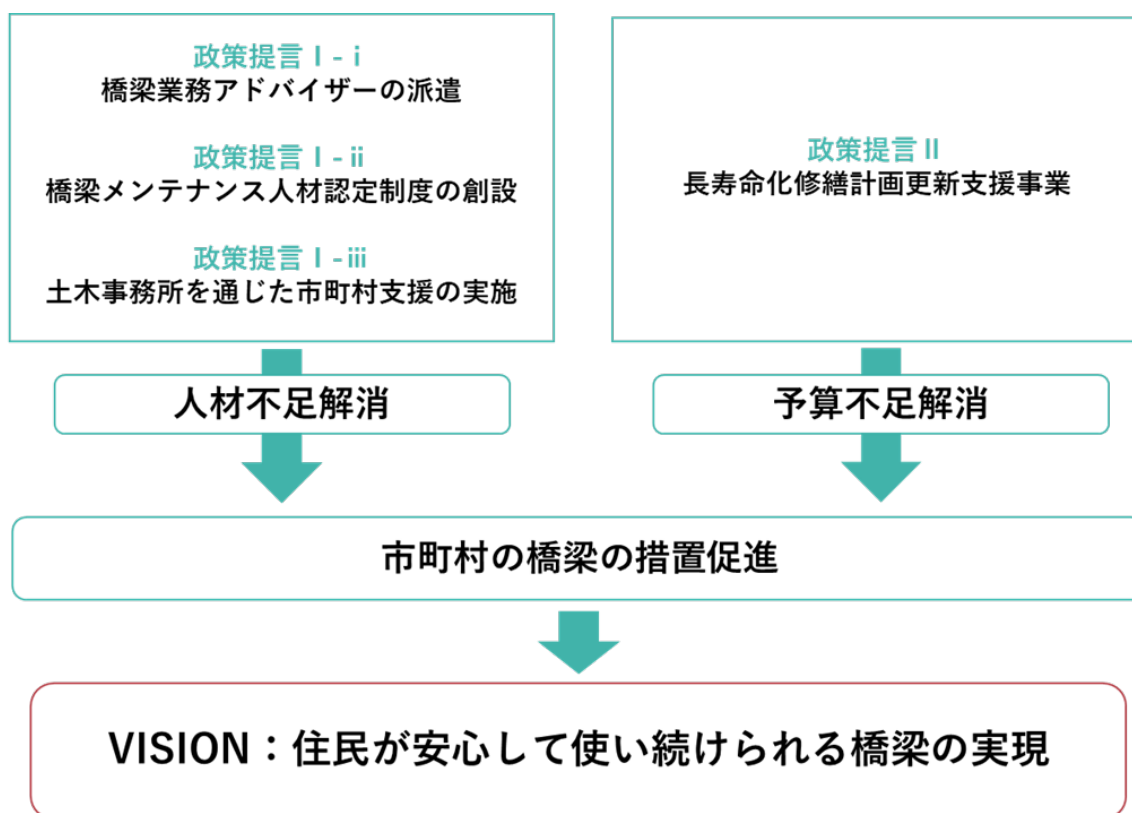 政策提言Ⅰ- i
橋梁業務アドバイザーの派遣
政策提言Ⅰ- ii
橋梁メンテナンス人材認定制度の創設
政策提言Ⅰ- iii
土木事務所を通じた市町村支援の実施
政策提言Ⅱ
長寿命化修繕計画更新支援事業
人材不足解消
予算不足解消
市町村の橋梁の措置促進
VISION：住民が安心して使い続けられる橋梁の実現